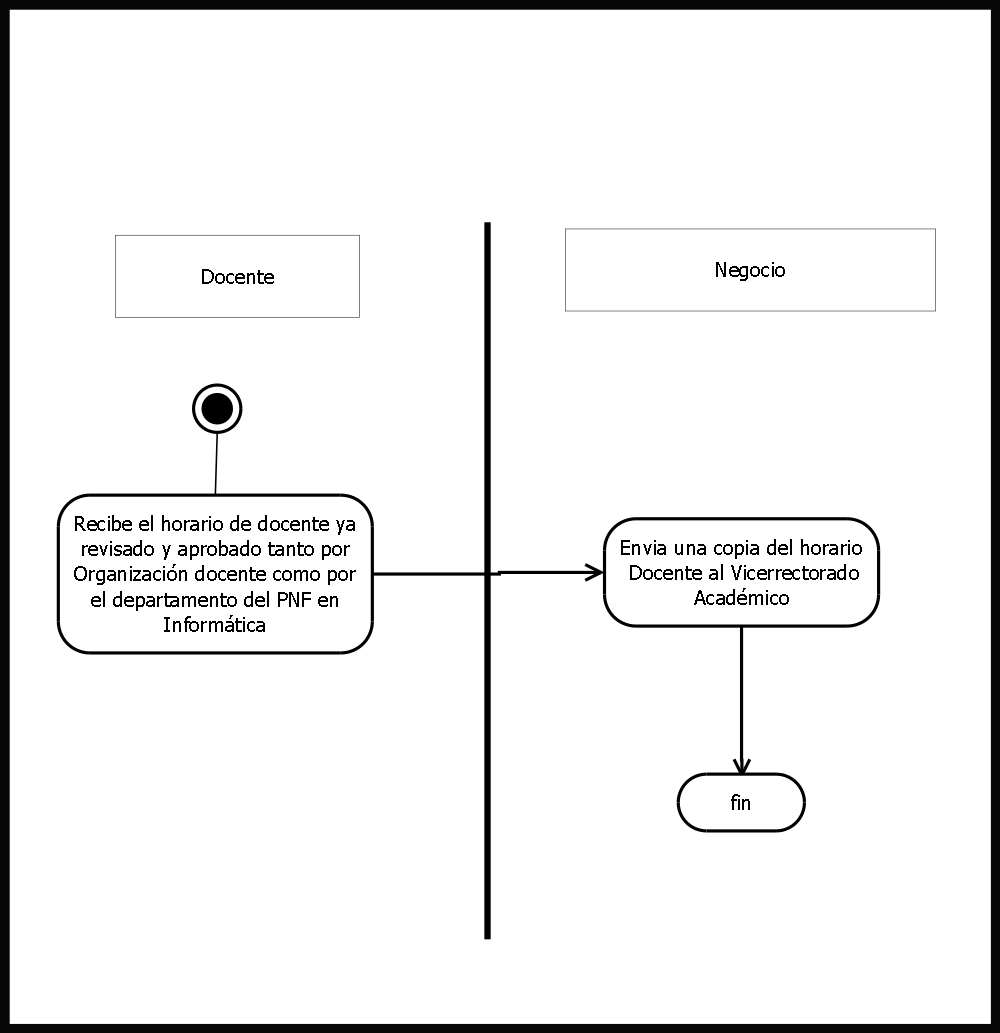 Docente
Negocio
Recibe el horario de docente ya
revisado y aprobado tanto por
Organización docente como por
el departamento del PNF en
Informática
Envia una copia del horario
Docente al Vicerrectorado
Académico
fin